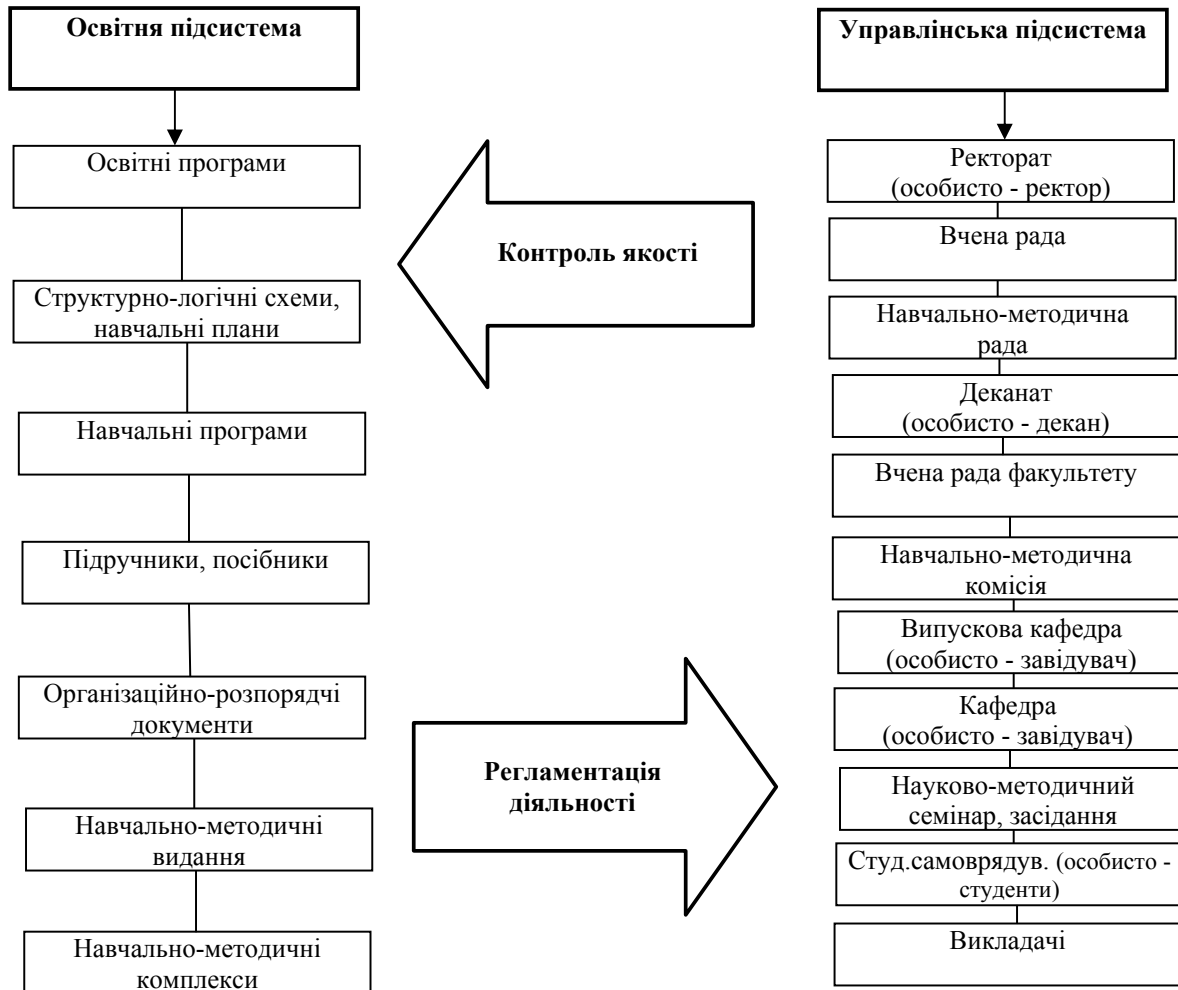 Освітня підсистема
Освітні програми
Структурно-логічні схеми,
навчальні плани
Навчальні програми
Підручники, посібники
Організаційно-розпорядчі
документи
Навчально-методичні
видання
Навчально-методичні
комплекси
Контроль якості
Регламентація
діяльності
Управлінська підсистема
Ректорат
(особисто - ректор)
Вчена рада
Навчально-методична
рада
Деканат
(особисто - декан)
Вчена рада факультету
Навчально-методична
комісія
Випускова кафедра
(особисто - завідувач)
Кафедра
(особисто - завідувач)
Науково-методичний
семінар, засідання
Студ.самоврядув. (особисто -
студенти)
Викладачі